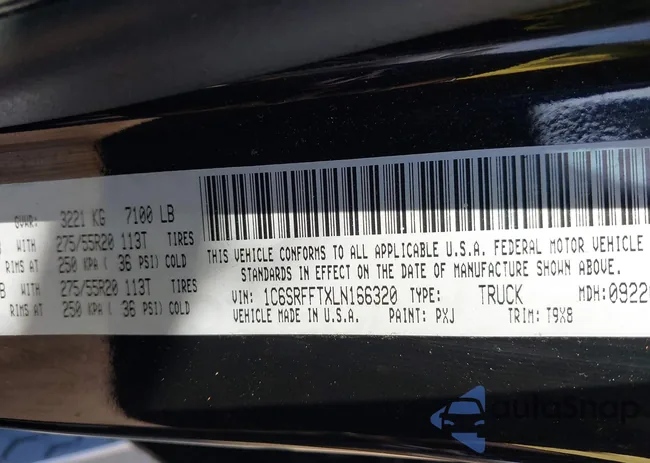 GVWR: 3221 KG 7100 LB
WITH 275/55R20 113T TIRES
RIMS AT 250 KPA ( 36 PSI) COLD
B WITH 275/55R20 113T TIRES
RIMS AT 250 KPA ( 36 PSI) COLD
THIS VEHICLE CONFORMS TO ALL APPLICABLE U.S.A. FEDERAL MOTOR VEHICLE
STANDARDS IN EFFECT ON THE DATE OF MANUFACTURE SHOWN ABOVE.
VIN: 1C6SRFFTXLN166320 TYPE: TRUCK MDH: 09220
VEHICLE MADE IN U.S.A. PAINT: PXJ TRIM: T9X8
autoSnap